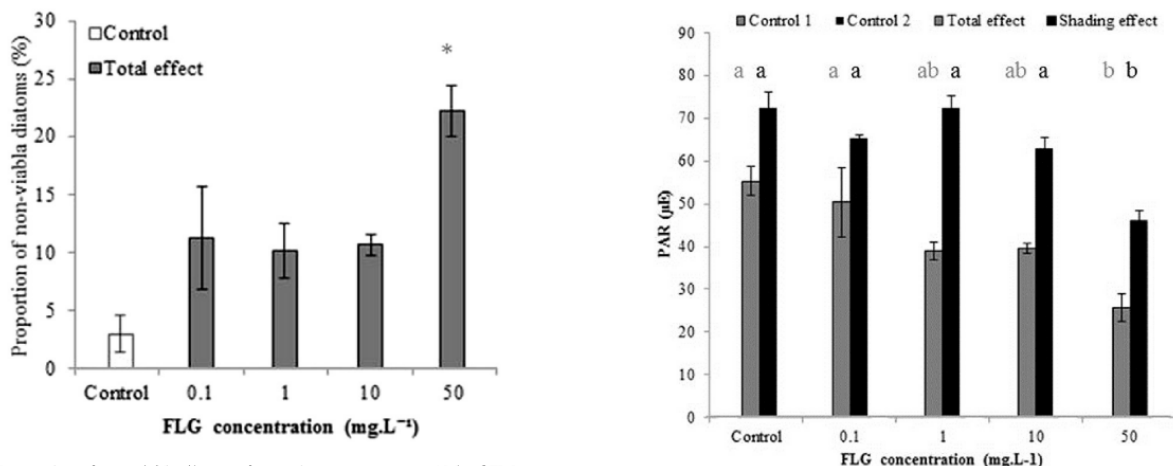 30
25
20
15
10
5
0
Proportion of non-viabla diatoms (%)
Control
Total effect
*
Control 0.1 1 10 50
FLG concentration (mg.L⁻¹)
Control 1 Control 2 Total effect Shading effect
90
80
70
60
50
40
30
20
10
0
PAR (µE)
a a a a ab a ab a b b
Control 0.1 1 10 50
FLG concentration (mg.L-1)